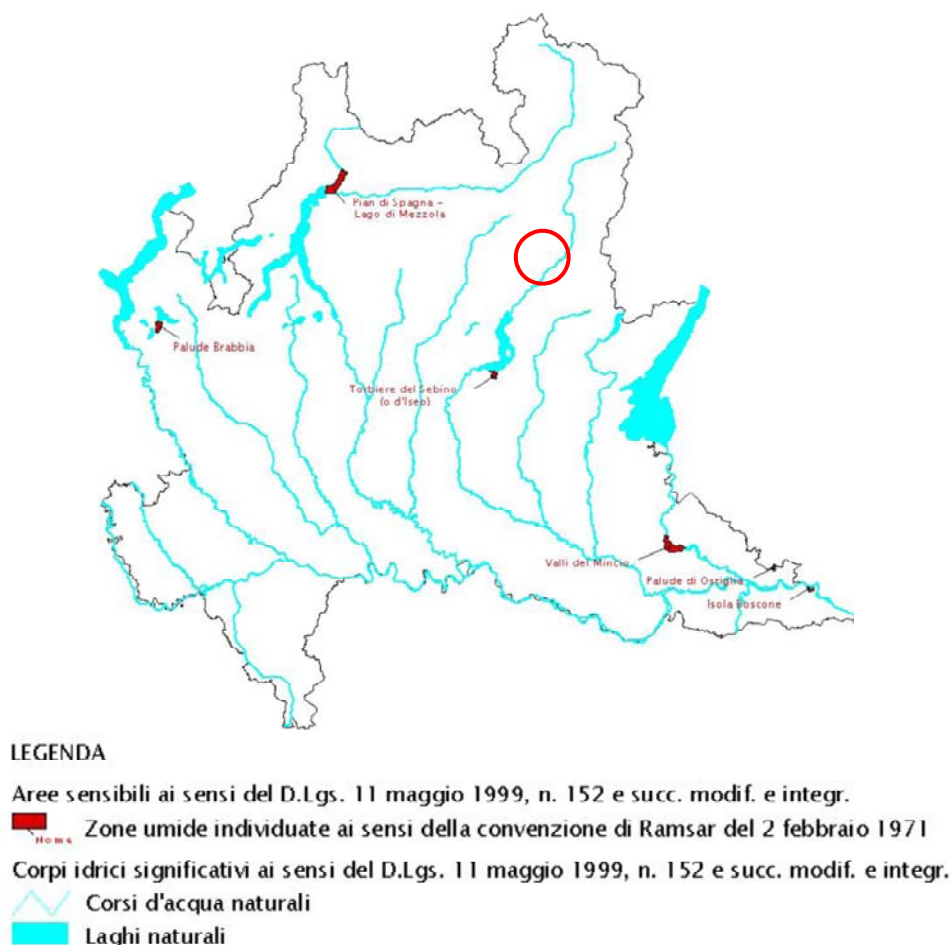 Pian di Spagna -
Lago di Mezzola
Palude Brabbia
Torbiere del Sebino
(o d'Iseo)
Valli del Mincio
Palude di Ostiglia
Isola Boscone
LEGENDA
Aree sensibili ai sensi del D.Lgs. 11 maggio 1999, n. 152 e succ. modif. e integr.
Nome
Zone umide individuate ai sensi della convenzione di Ramsar del 2 febbraio 1971
Corpi idrici significativi ai sensi del D.Lgs. 11 maggio 1999, n. 152 e succ. modif. e integr.
Corsi d'acqua naturali
Laghi naturali